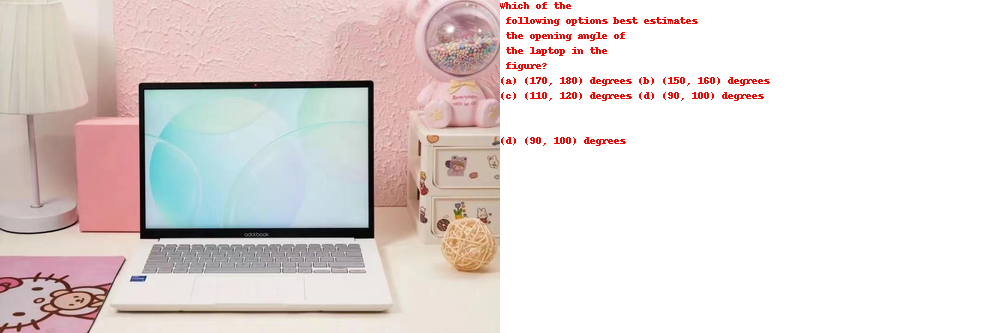 Which of the
following options best estimates
the opening angle of
the laptop in the
figure?
(a) (170, 180) degrees (b) (150, 160) degrees
(c) (110, 120) degrees (d) (90, 100) degrees
(d) (90, 100) degrees